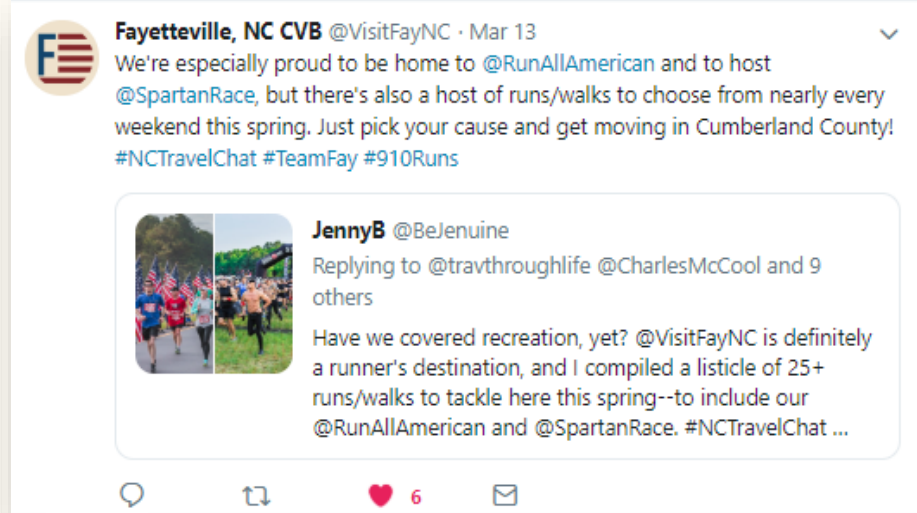 Fayetteville, NC CVB @VisitFayNC · Mar 13
We're especially proud to be home to @RunAllAmerican and to host
@SpartanRace, but there's also a host of runs/walks to choose from nearly every
weekend this spring. Just pick your cause and get moving in Cumberland County!
#NCTravelChat #TeamFay #910Runs
JennyB @BeJenuine
Replying to @travthroughlife @CharlesMcCool and 9
others
Have we covered recreation, yet? @VisitFayNC is definitely
a runner's destination, and I compiled a listicle of 25+
runs/walks to tackle here this spring--to include our
@RunAllAmerican and @SpartanRace. #NCTravelChat ...
6